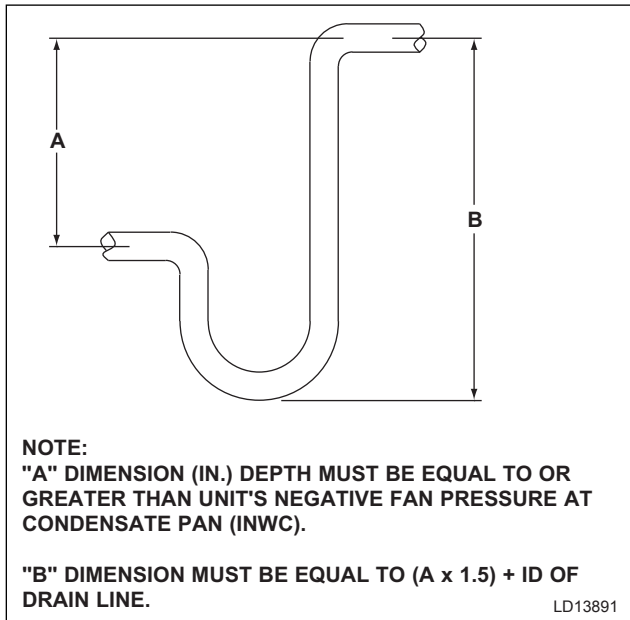 A
B
NOTE:
"A" DIMENSION (IN.) DEPTH MUST BE EQUAL TO OR
GREATER THAN UNIT'S NEGATIVE FAN PRESSURE AT
CONDENSATE PAN (INWC).
"B" DIMENSION MUST BE EQUAL TO (A x 1.5) + ID OF
DRAIN LINE.
LD13891